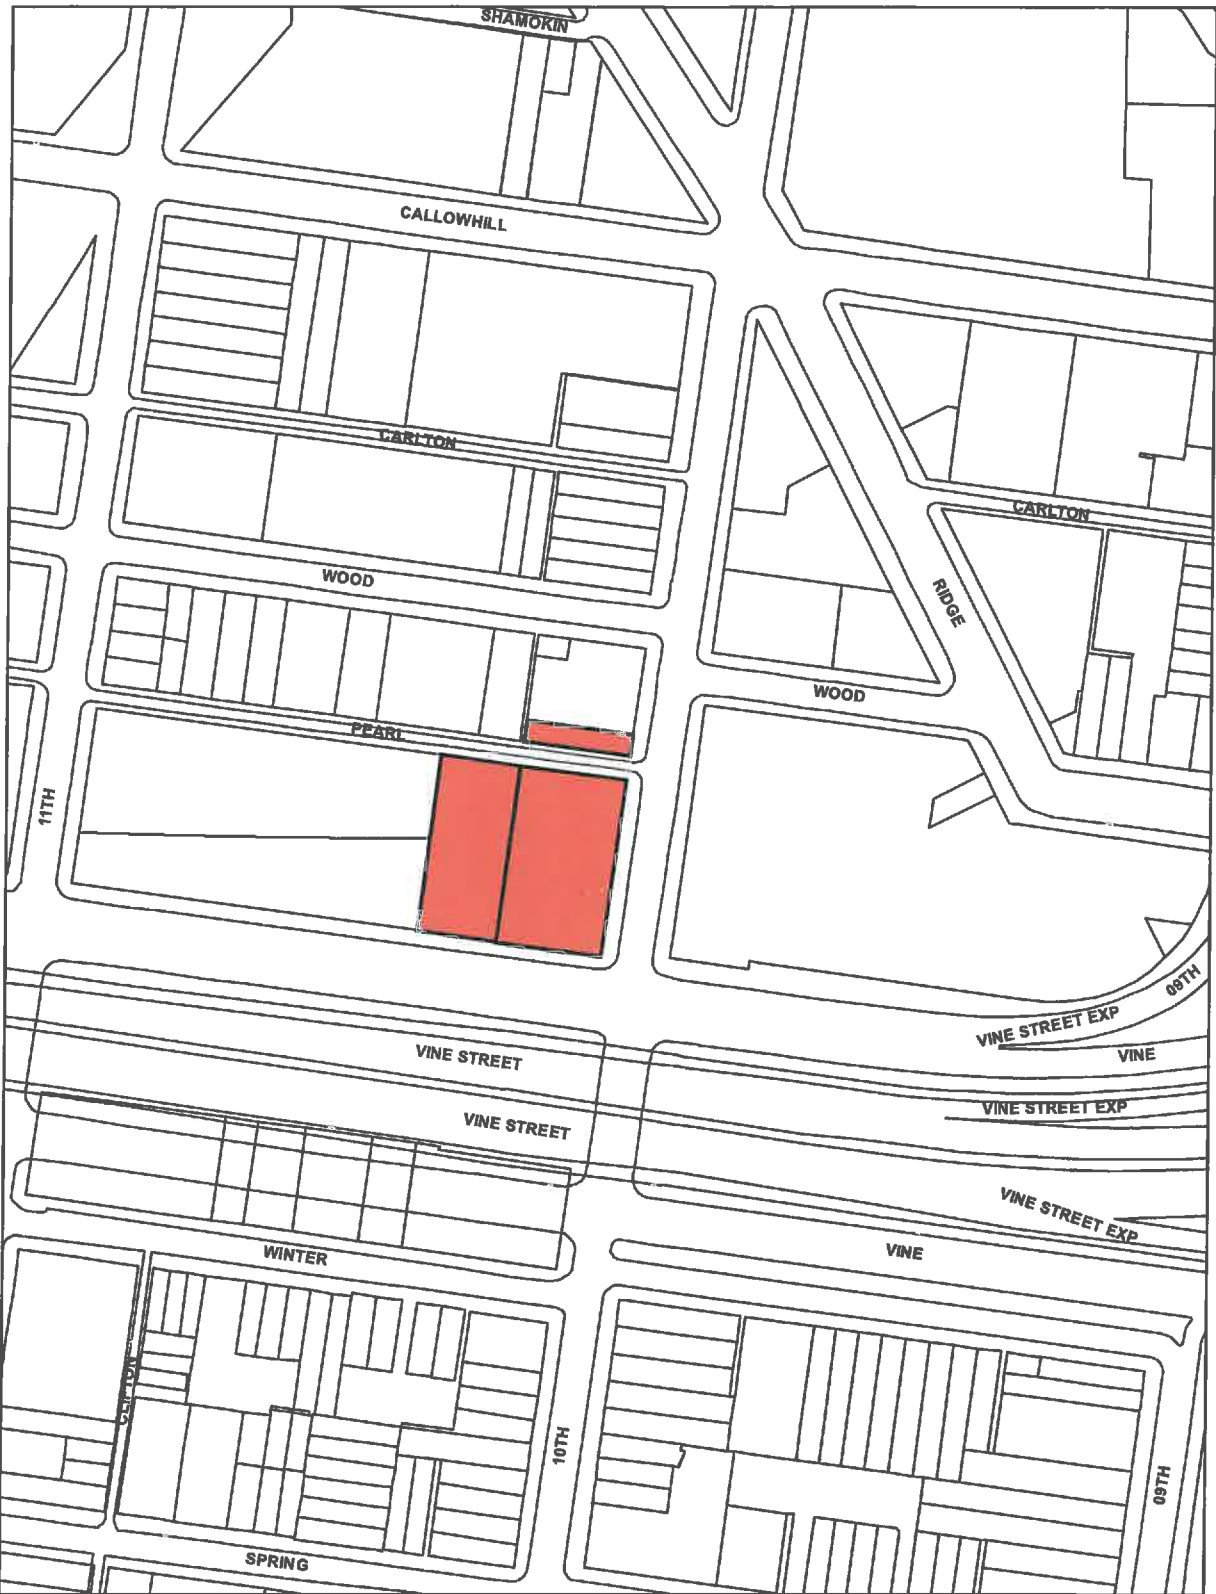 SHAMOKIN
CALLOWHILL
CARLTON
CARLTON
WOOD
RIDGE
WOOD
PEARL
11TH
09TH
VINE STREET EXP
VINE
VINE STREET
VINE STREET EXP
VINE STREET
VINE STREET EXP
VINE
WINTER
CLIFTON
10TH
09TH
SPRING